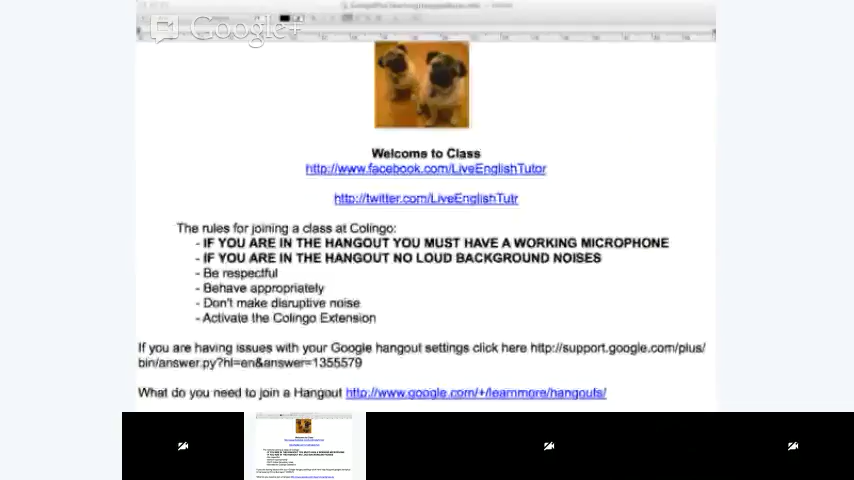 Google+
Welcome to Class
http://www.facebook.com/LiveEnglishTutor
http://twitter.com/LiveEnglishTutr
The rules for joining a class at Colingo:
- IF YOU ARE IN THE HANGOUT YOU MUST HAVE A WORKING MICROPHONE
- IF YOU ARE IN THE HANGOUT NO LOUD BACKGROUND NOISES
- Be respectful
- Behave appropriately
- Don't make disruptive noise
- Activate the Colingo Extension
If you are having issues with your Google hangout settings click here http://support.google.com/plus/
bin/answer.py?hl=en&answer=1355579
What do you need to join a Hangout http://www.google.com/+/learnmore/hangouts/